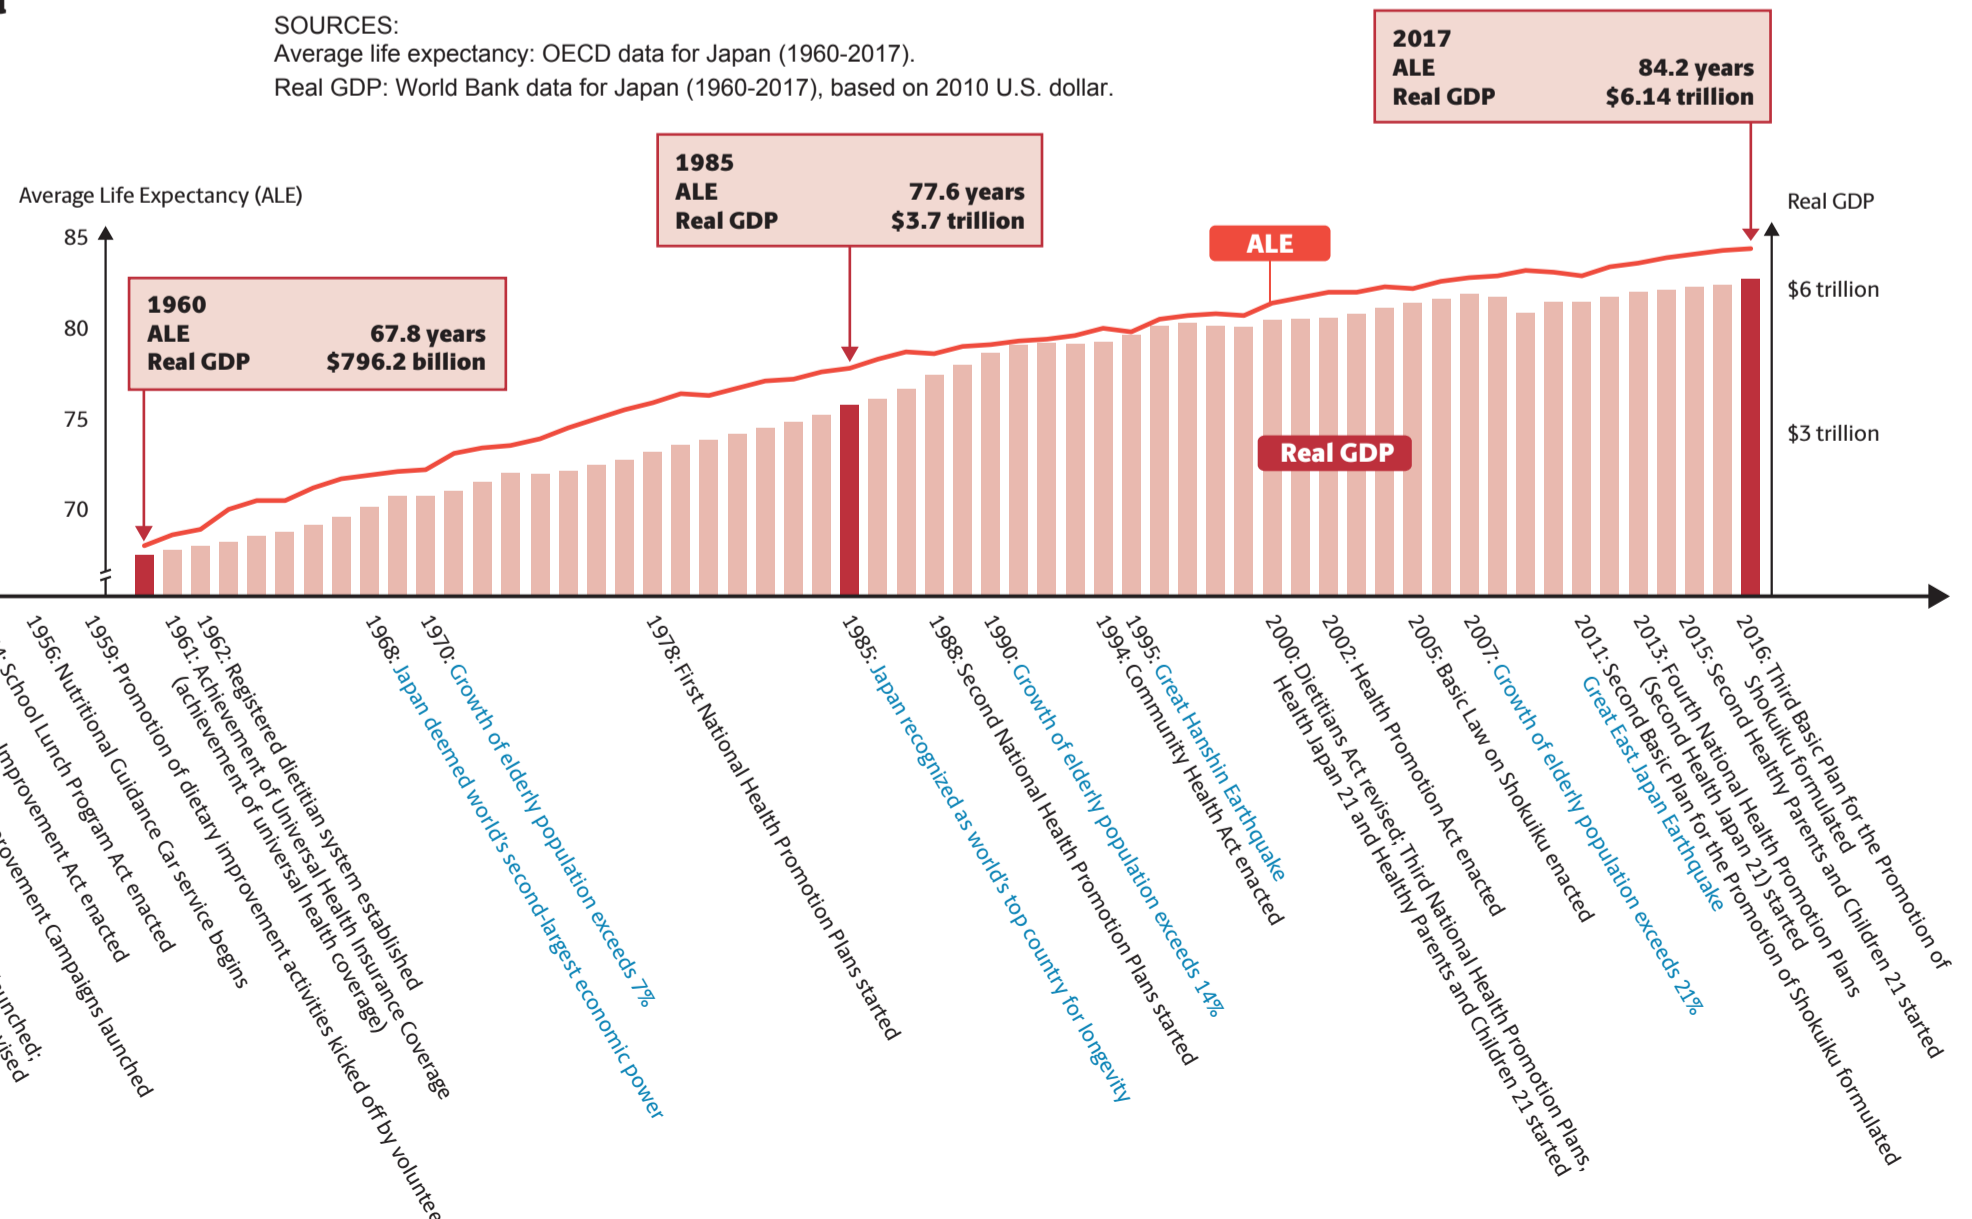 SOURCES:
Average life expectancy: OECD data for Japan (1960-2017).
Real GDP: World Bank data for Japan (1960-2017), based on 2010 U.S. dollar.
2017
ALE 84.2 years
Real GDP $6.14 trillion
1985
ALE 77.6 years
Real GDP $3.7 trillion
1960
ALE 67.8 years
Real GDP $796.2 billion
Average Life Expectancy (ALE)
85
80
75
70
ALE
Real GDP
Real GDP
$6 trillion
$3 trillion
School Lunch Program Act enacted
Improvement Act enacted
Campaigns launched
1956: Nutritional Guidance Car service begins
1959: Promotion of dietary improvement activities kicked off by
1961: Achievement of Universal Health Insurance Coverage
(achievement of universal health coverage)
1962: Registered dietitian system established
1968: Japan deemed world's second-largest economic power
1970: Growth of elderly population exceeds 7%
1978: First National Health Promotion Plans started
1985: Japan recognized as world's top country for longevity
1988: Second National Health Promotion Plans started
1990: Growth of elderly population exceeds 14%
1994: Community Health Act enacted
1995: Great Hanshin Earthquake
2000: Dietitians Act revised; Third National Health Promotion Plans,
Health Japan 21 and Healthy Parents and Children 21 started
2002: Health Promotion Act enacted
2005: Basic Law on Shokuiku enacted
2007: Growth of elderly population exceeds 21%
2011: Second Basic Plan for the Promotion of Shokuiku formulated
Great East Japan Earthquake
2013: Fourth National Health Promotion Plans
(Second Health Japan 21) started
2015: Second Healthy Parents and Children 21 started
2016: Third Basic Plan for the Promotion of
Shokuiku formulated